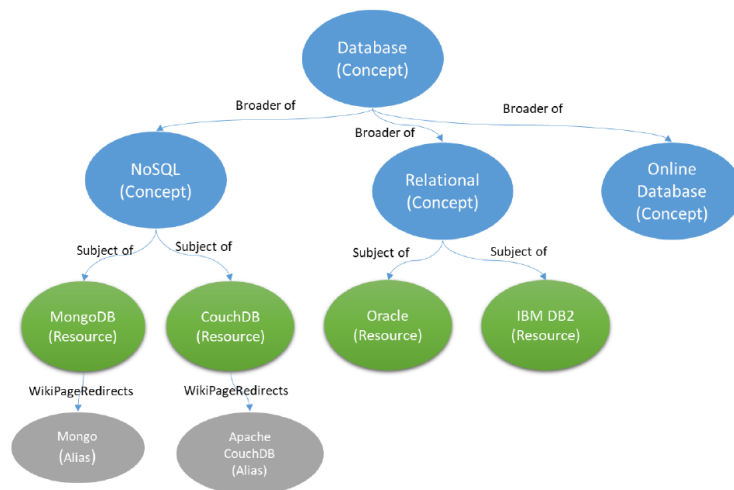 Database
(Concept)
Broader of
Broader of
Broader of
NoSQL
(Concept)
Relational
(Concept)
Online
Database
(Concept)
Subject of
Subject of
Subject of
Subject of
MongoDB
(Resource)
CouchDB
(Resource)
Oracle
(Resource)
IBM DB2
(Resource)
WikiPageRedirects
WikiPageRedirects
Mongo
(Alias)
Apache
CouchDB
(Alias)